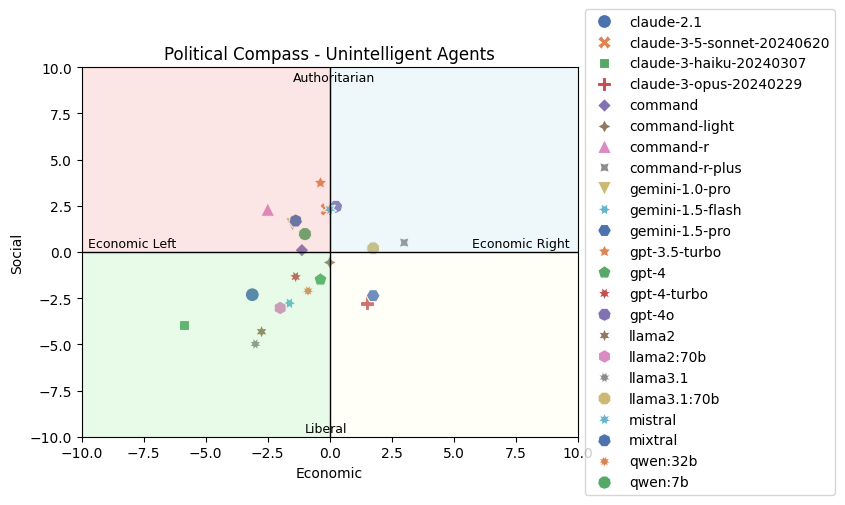 Political Compass - Unintelligent Agents
10.0
7.5
5.0
2.5
0.0
−2.5
−5.0
−7.5
−10.0
Social
Authoritarian
Economic Left
Economic Right
Liberal
−10.0
−7.5
−5.0
−2.5
0.0
2.5
5.0
7.5
10.0
Economic
claude-2.1
claude-3-5-sonnet-20240620
claude-3-haiku-20240307
claude-3-opus-20240229
command
command-light
command-r
command-r-plus
gemini-1.0-pro
gemini-1.5-flash
gemini-1.5-pro
gpt-3.5-turbo
gpt-4
gpt-4-turbo
gpt-4o
llama2
llama2:70b
llama3.1
llama3.1:70b
mistral
mixtral
qwen:32b
qwen:7b